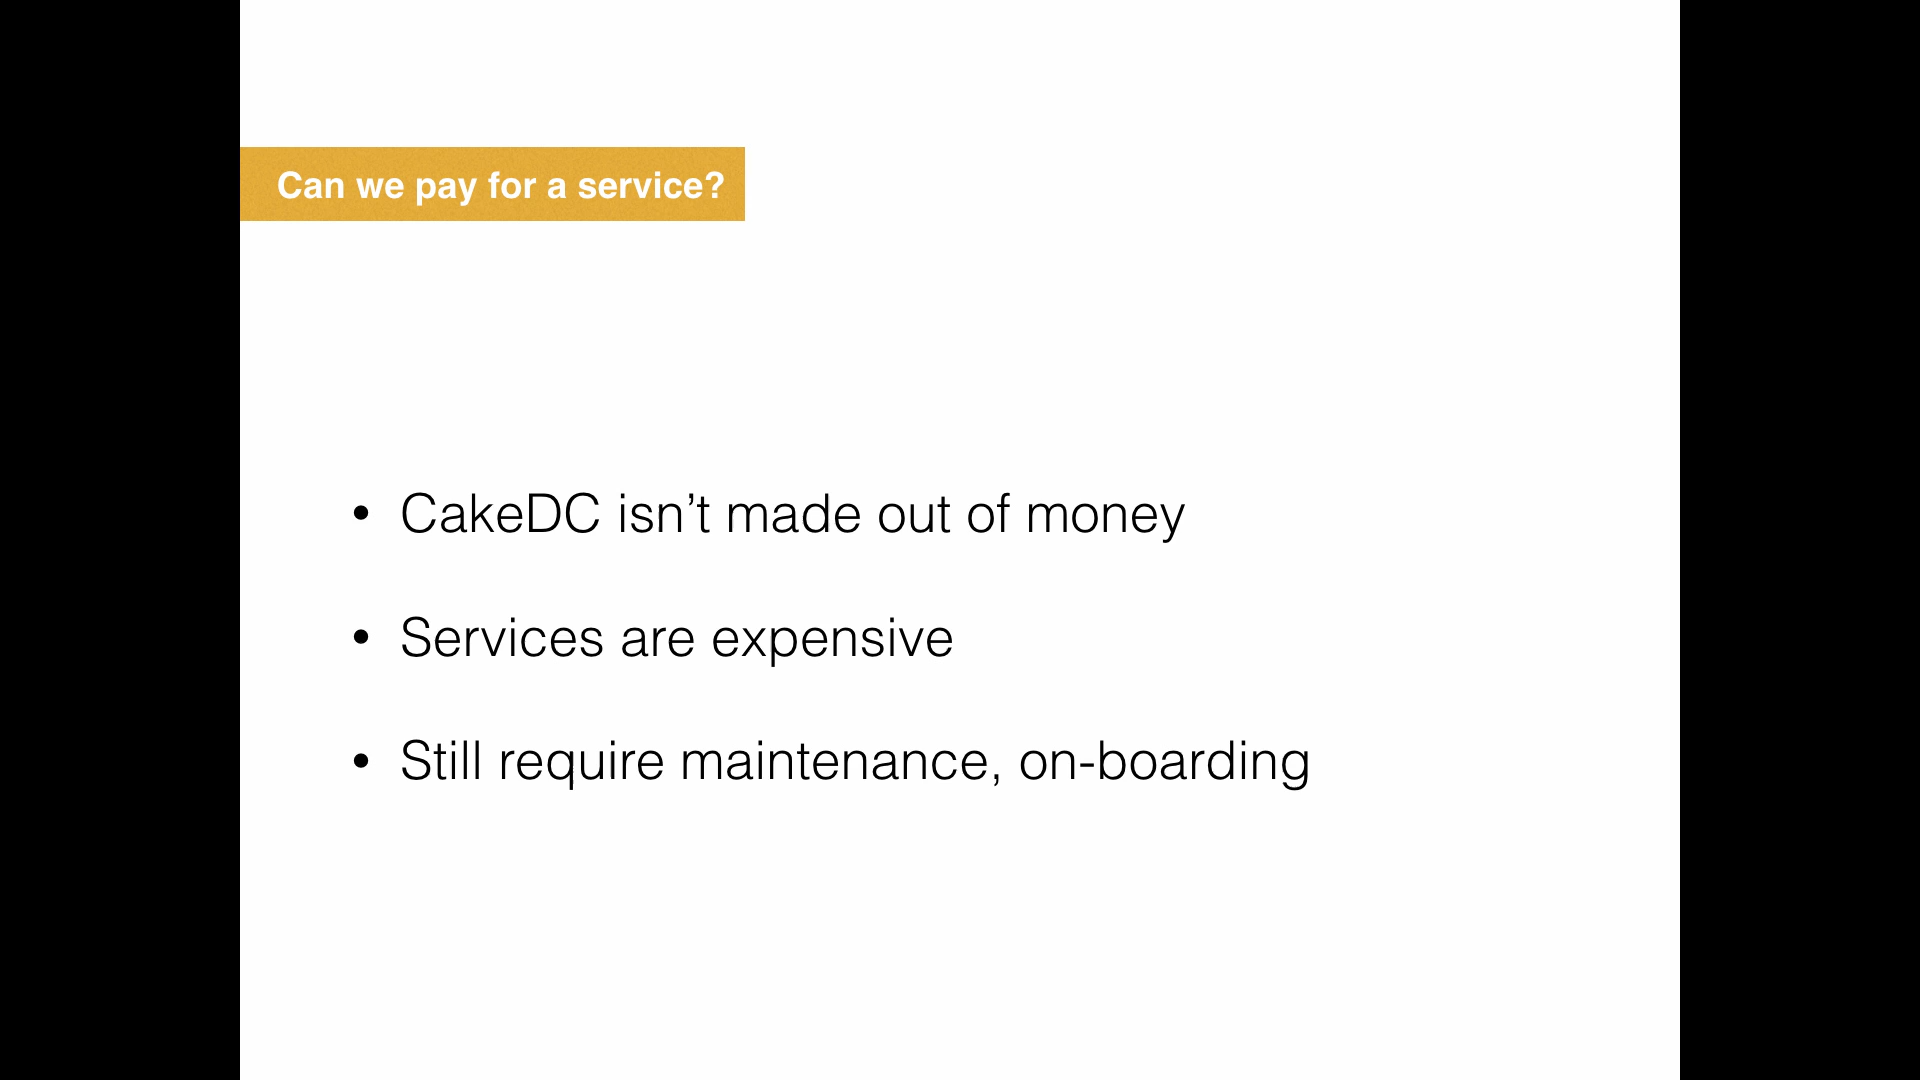 Can we pay for a service?
• CakeDC isn’t made out of money
• Services are expensive
• Still require maintenance, on-boarding